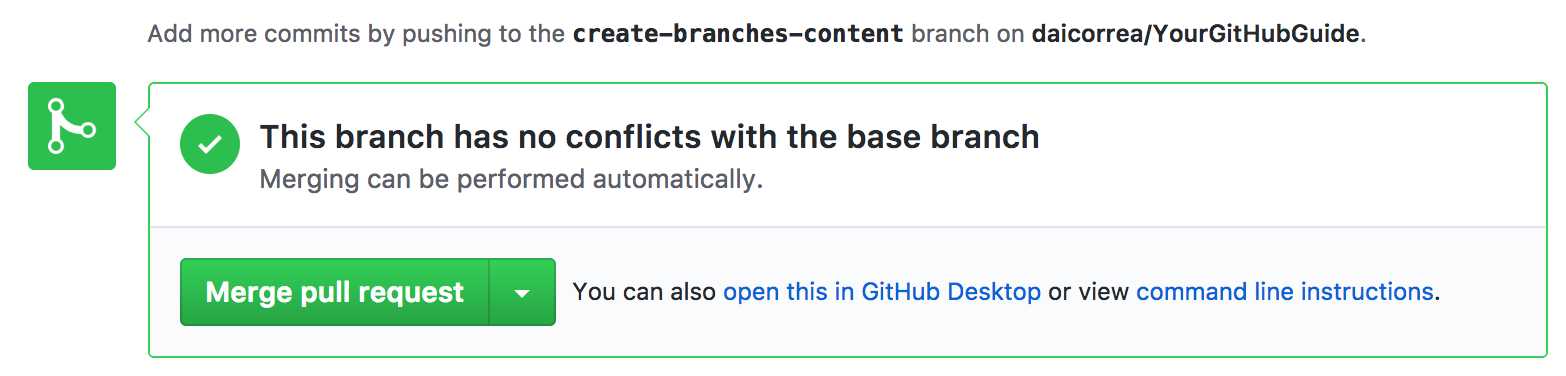 Add more commits by pushing to the create-branches-content branch on daicorrea/YourGitHubGuide.
This branch has no conflicts with the base branch
Merging can be performed automatically.
Merge pull request You can also open this in GitHub Desktop or view command line instructions.